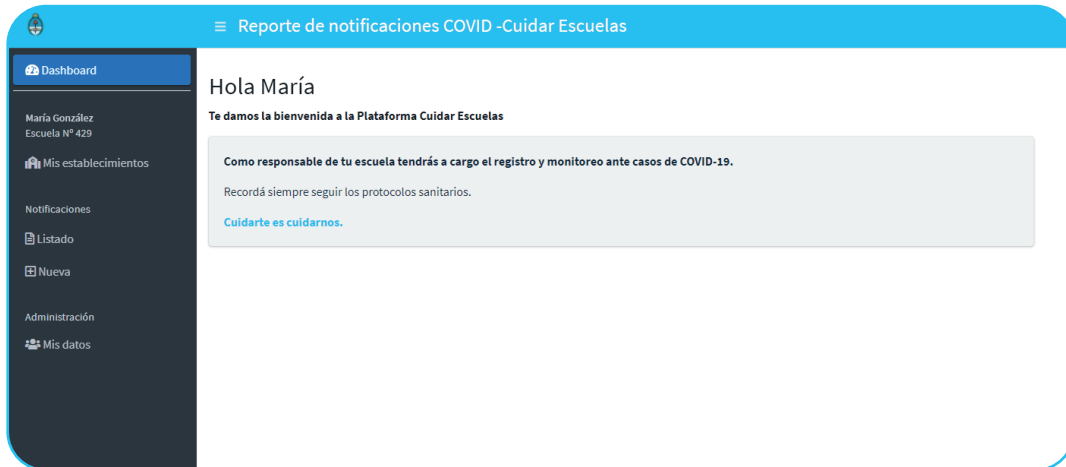 Reporte de notificaciones COVID -Cuidar Escuelas
Dashboard
María González
Escuela Nº 429
Mis establecimientos
Notificaciones
Listado
Nueva
Administración
Mis datos
Hola María
Te damos la bienvenida a la Plataforma Cuidar Escuelas
Como responsable de tu escuela tendrás a cargo el registro y monitoreo ante casos de COVID-19.
Recordá siempre seguir los protocolos sanitarios.
Cuidarte es cuidarnos.